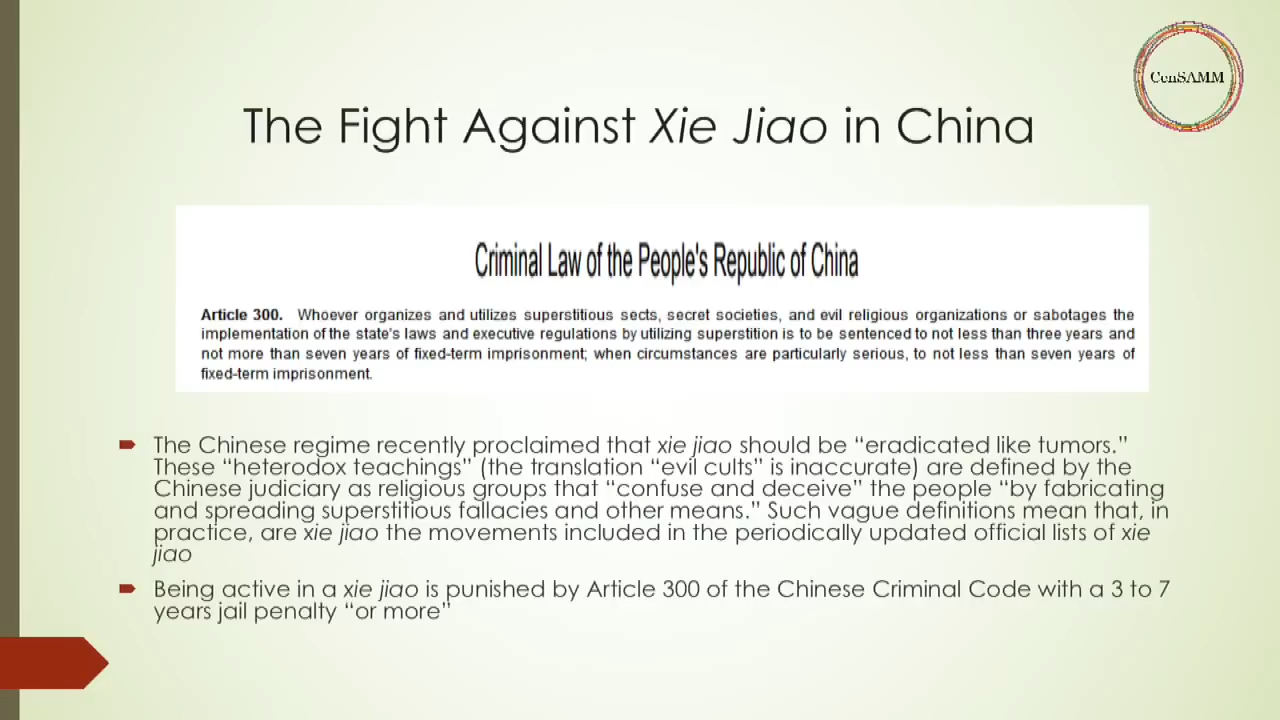 CenSAMM
The Fight Against Xie Jiao in China
Criminal Law of the People's Republic of China
Article 300. Whoever organizes and utilizes superstitious sects, secret societies, and evil religious organizations or sabotages the
implementation of the state's laws and executive regulations by utilizing superstition is to be sentenced to not less than three years and
not more than seven years of fixed-term imprisonment; when circumstances are particularly serious, to not less than seven years of
fixed-term imprisonment.
The Chinese regime recently proclaimed that xie jiao should be “eradicated like tumors.”
These “heterodox teachings” (the translation “evil cults” is inaccurate) are defined by the
Chinese judiciary as religious groups that “confuse and deceive” the people “by fabricating
and spreading superstitious fallacies and other means.” Such vague definitions mean that, in
practice, are xie jiao the movements included in the periodically updated official lists of xie
jiao
Being active in a xie jiao is punished by Article 300 of the Chinese Criminal Code with a 3 to 7
years jail penalty “or more”